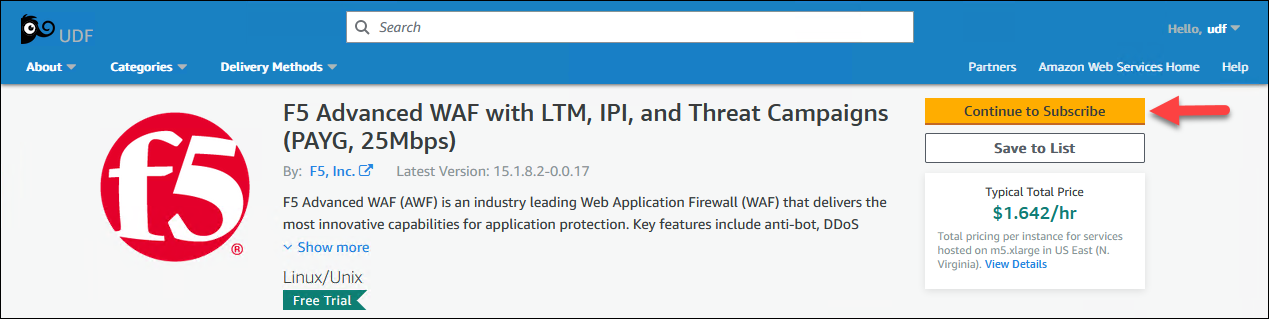 UDF
Search
Hello, udf
About
Categories
Delivery Methods
Partners
Amazon Web Services Home
Help
f5
®
F5 Advanced WAF with LTM, IPI, and Threat Campaigns
(PAYG, 25Mbps)
By: F5, Inc.
Latest Version: 15.1.8.2-0.0.17
F5 Advanced WAF (AWF) is an industry leading Web Application Firewall (WAF) that delivers the
most innovative capabilities for application protection. Key features include anti-bot, DDoS
Show more
Linux/Unix
Free Trial
Continue to Subscribe
Save to List
Typical Total Price
$1.642/hr
Total pricing per instance for services
hosted on m5.xlarge in US East (N.
Virginia). View Details